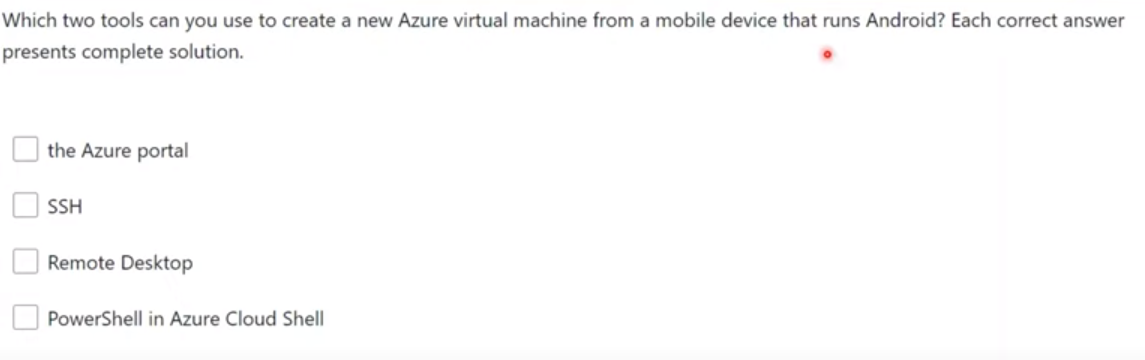 Which two tools can you use to create a new Azure virtual machine from a mobile device that runs Android? Each correct answer
presents complete solution.
the Azure portal
SSH
Remote Desktop
PowerShell in Azure Cloud Shell